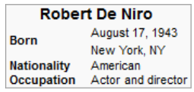 Robert De Niro
Born August 17, 1943
New York, NY
Nationality American
Occupation Actor and director